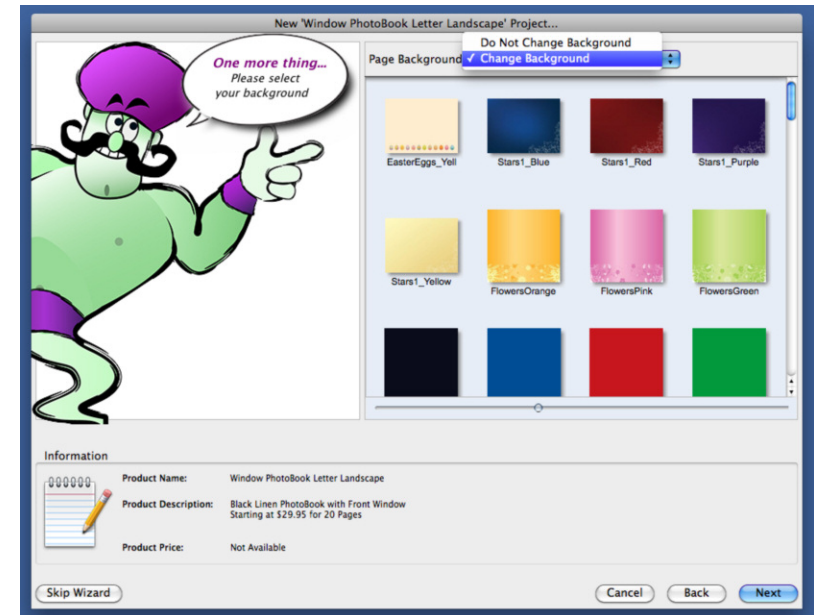 New 'Window PhotoBook Letter Landscape' Project...
One more thing...
Please select
your background
Page Background
Do Not Change Background
✓ Change Background
EasterEggs_Yell
Stars1_Blue
Stars1_Red
Stars1_Purple
Stars1_Yellow
FlowersOrange
FlowersPink
FlowersGreen
Information
Product Name: Window PhotoBook Letter Landscape
Product Description: Black Linen PhotoBook with Front Window
Starting at $29.95 for 20 Pages
Product Price: Not Available
Skip Wizard
Cancel
Back
Next